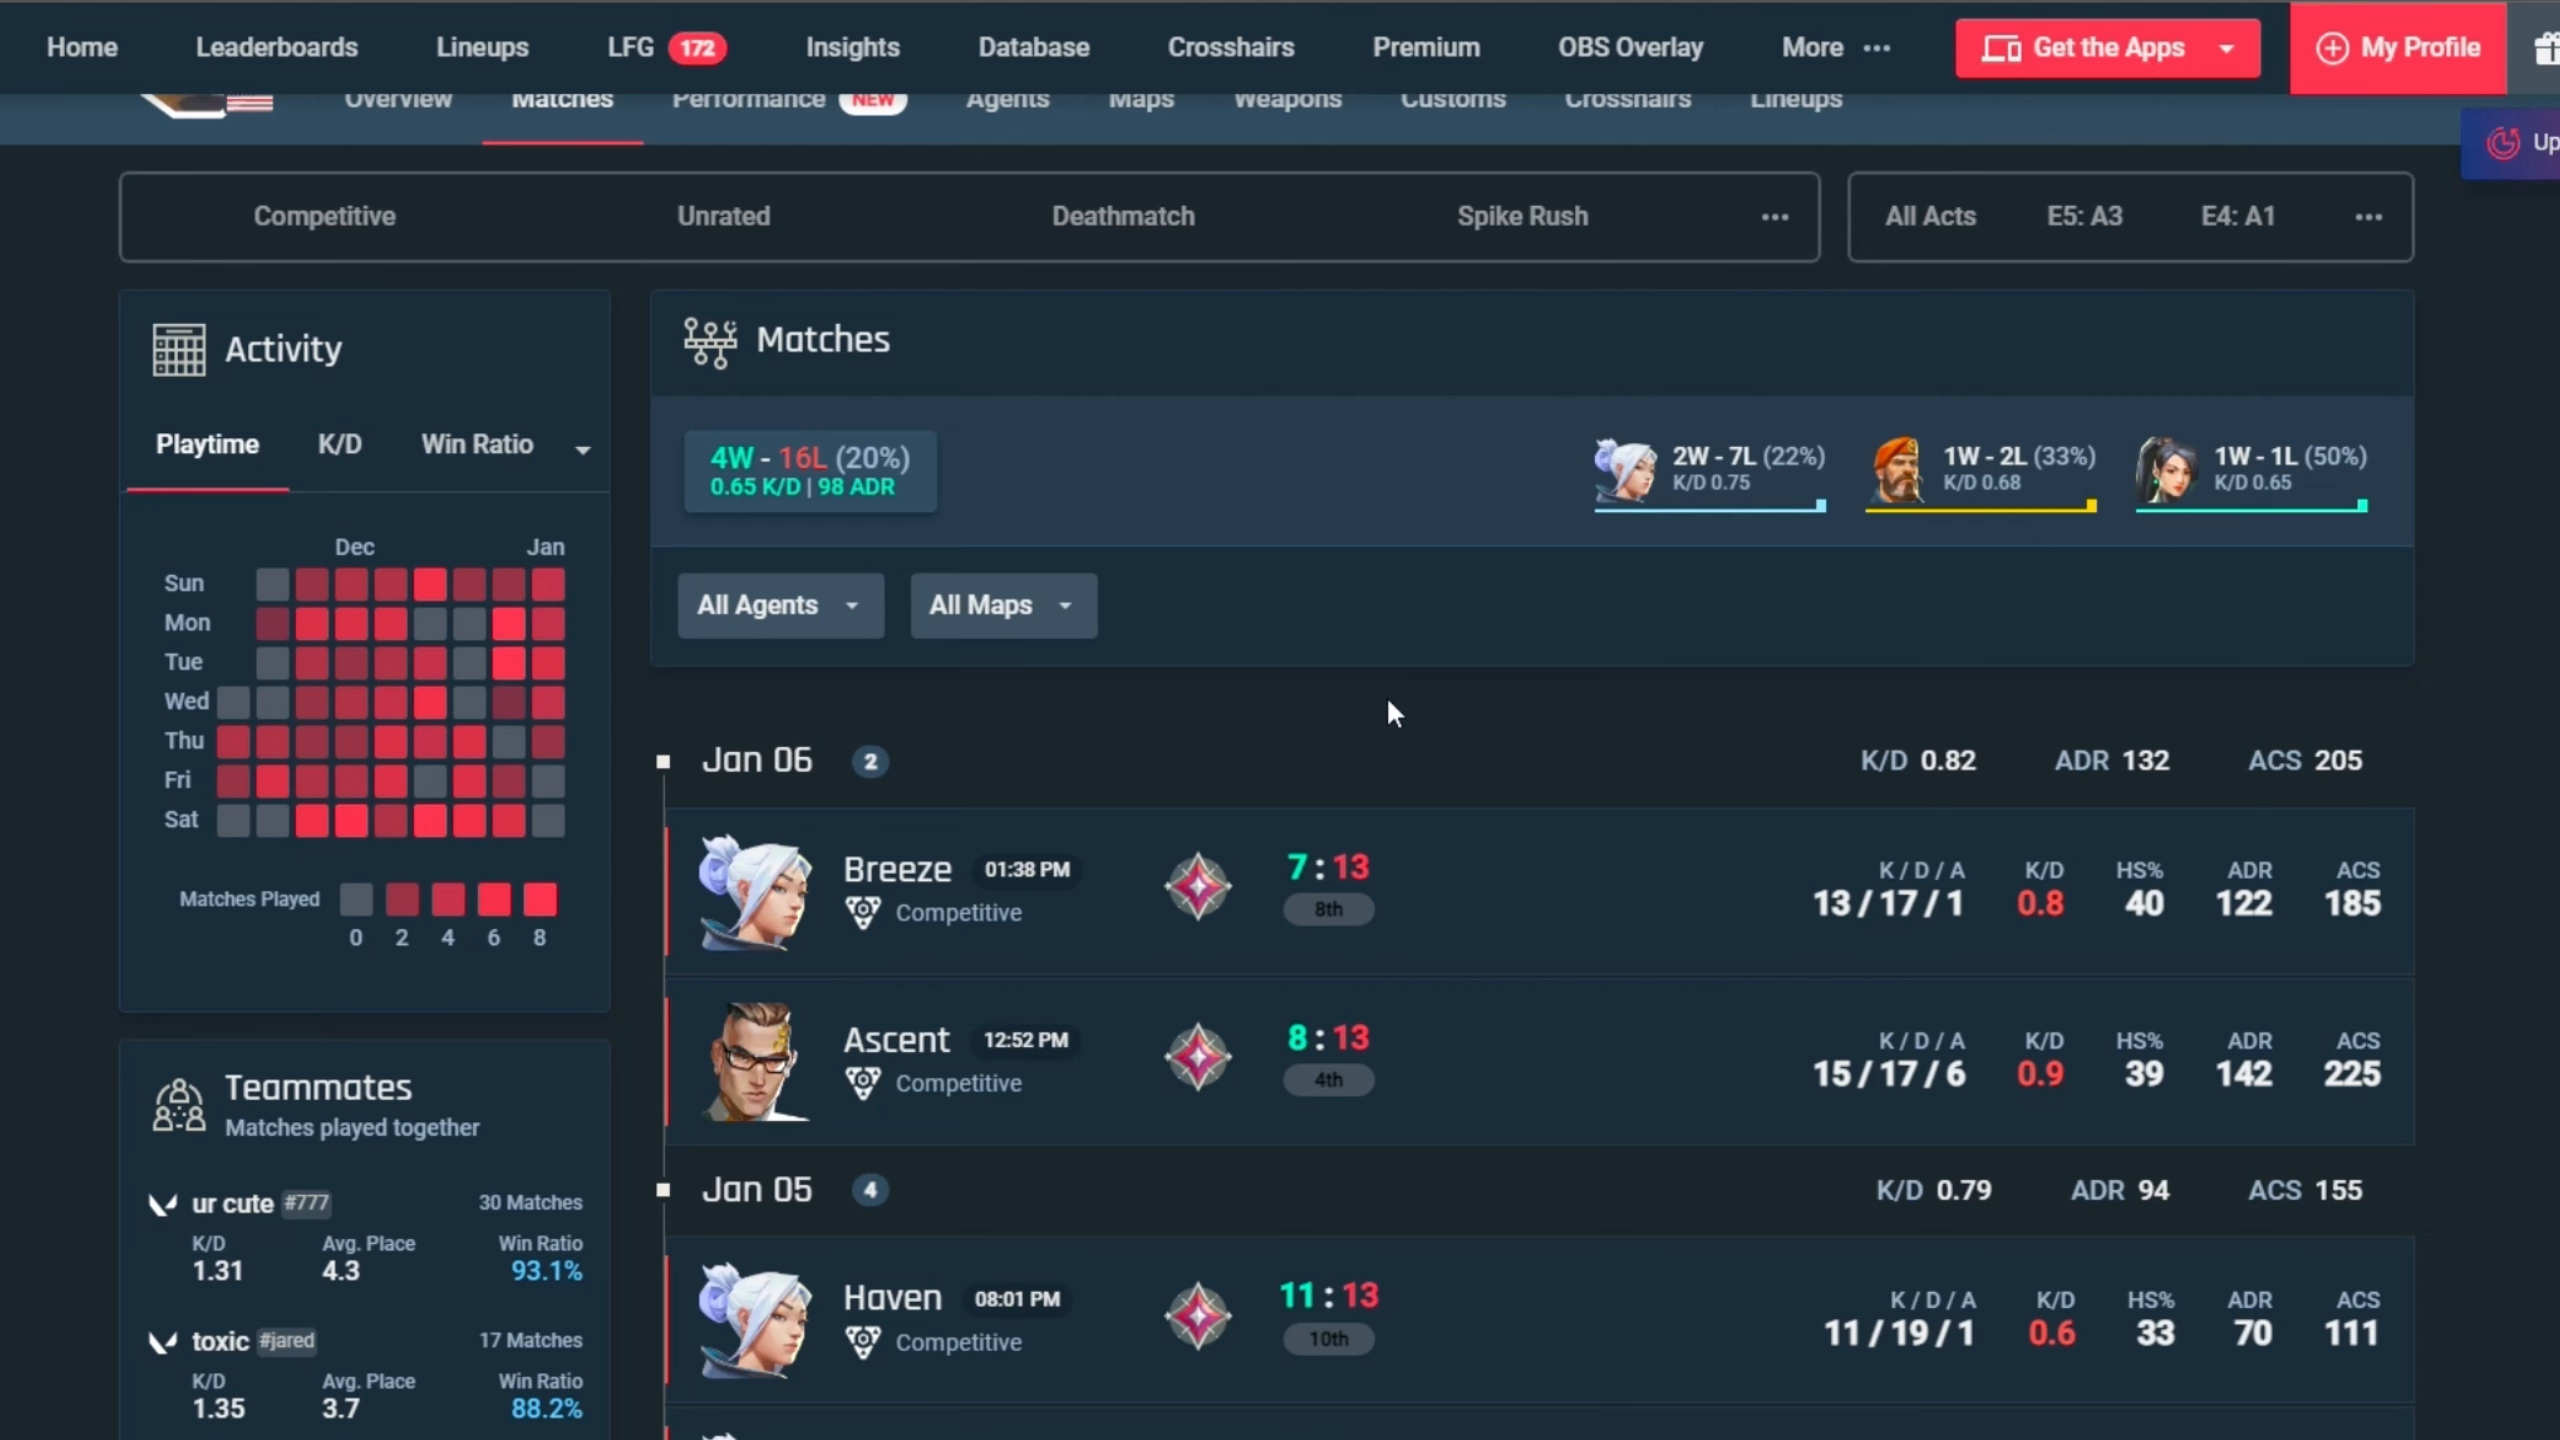 Home Leaderboards Lineups LFG 172 Insights Database Crosshairs Premium OBS Overlay More ••• Get the Apps My Profile
Overview Matches Performance NEW Agents Maps Weapons Customs Crosshairs Lineups
Up
Competitive Unrated Deathmatch Spike Rush ••• All Acts E5: A3 E4: A1 •••
Activity
Playtime K/D Win Ratio
Dec Jan
Sun
Mon
Tue
Wed
Thu
Fri
Sat
Matches Played
0 2 4 6 8
Teammates
Matches played together
ur cute #777 30 Matches
K/D Avg. Place Win Ratio
1.31 4.3 93.1%
toxic #jared 17 Matches
K/D Avg. Place Win Ratio
1.35 3.7 88.2%
Matches
4W - 16L (20%)
0.65 K/D | 98 ADR
2W - 7L (22%)
K/D 0.75
1W - 2L (33%)
K/D 0.68
1W - 1L (50%)
K/D 0.65
All Agents All Maps
Jan 06 2 K/D 0.82 ADR 132 ACS 205
Breeze 01:38 PM 7 : 13 K / D / A K/D HS% ADR ACS
Competitive 8th 13 / 17 / 1 0.8 40 122 185
Ascent 12:52 PM 8 : 13 K / D / A K/D HS% ADR ACS
Competitive 4th 15 / 17 / 6 0.9 39 142 225
Jan 05 4 K/D 0.79 ADR 94 ACS 155
Haven 08:01 PM 11 : 13 K / D / A K/D HS% ADR ACS
Competitive 10th 11 / 19 / 1 0.6 33 70 111